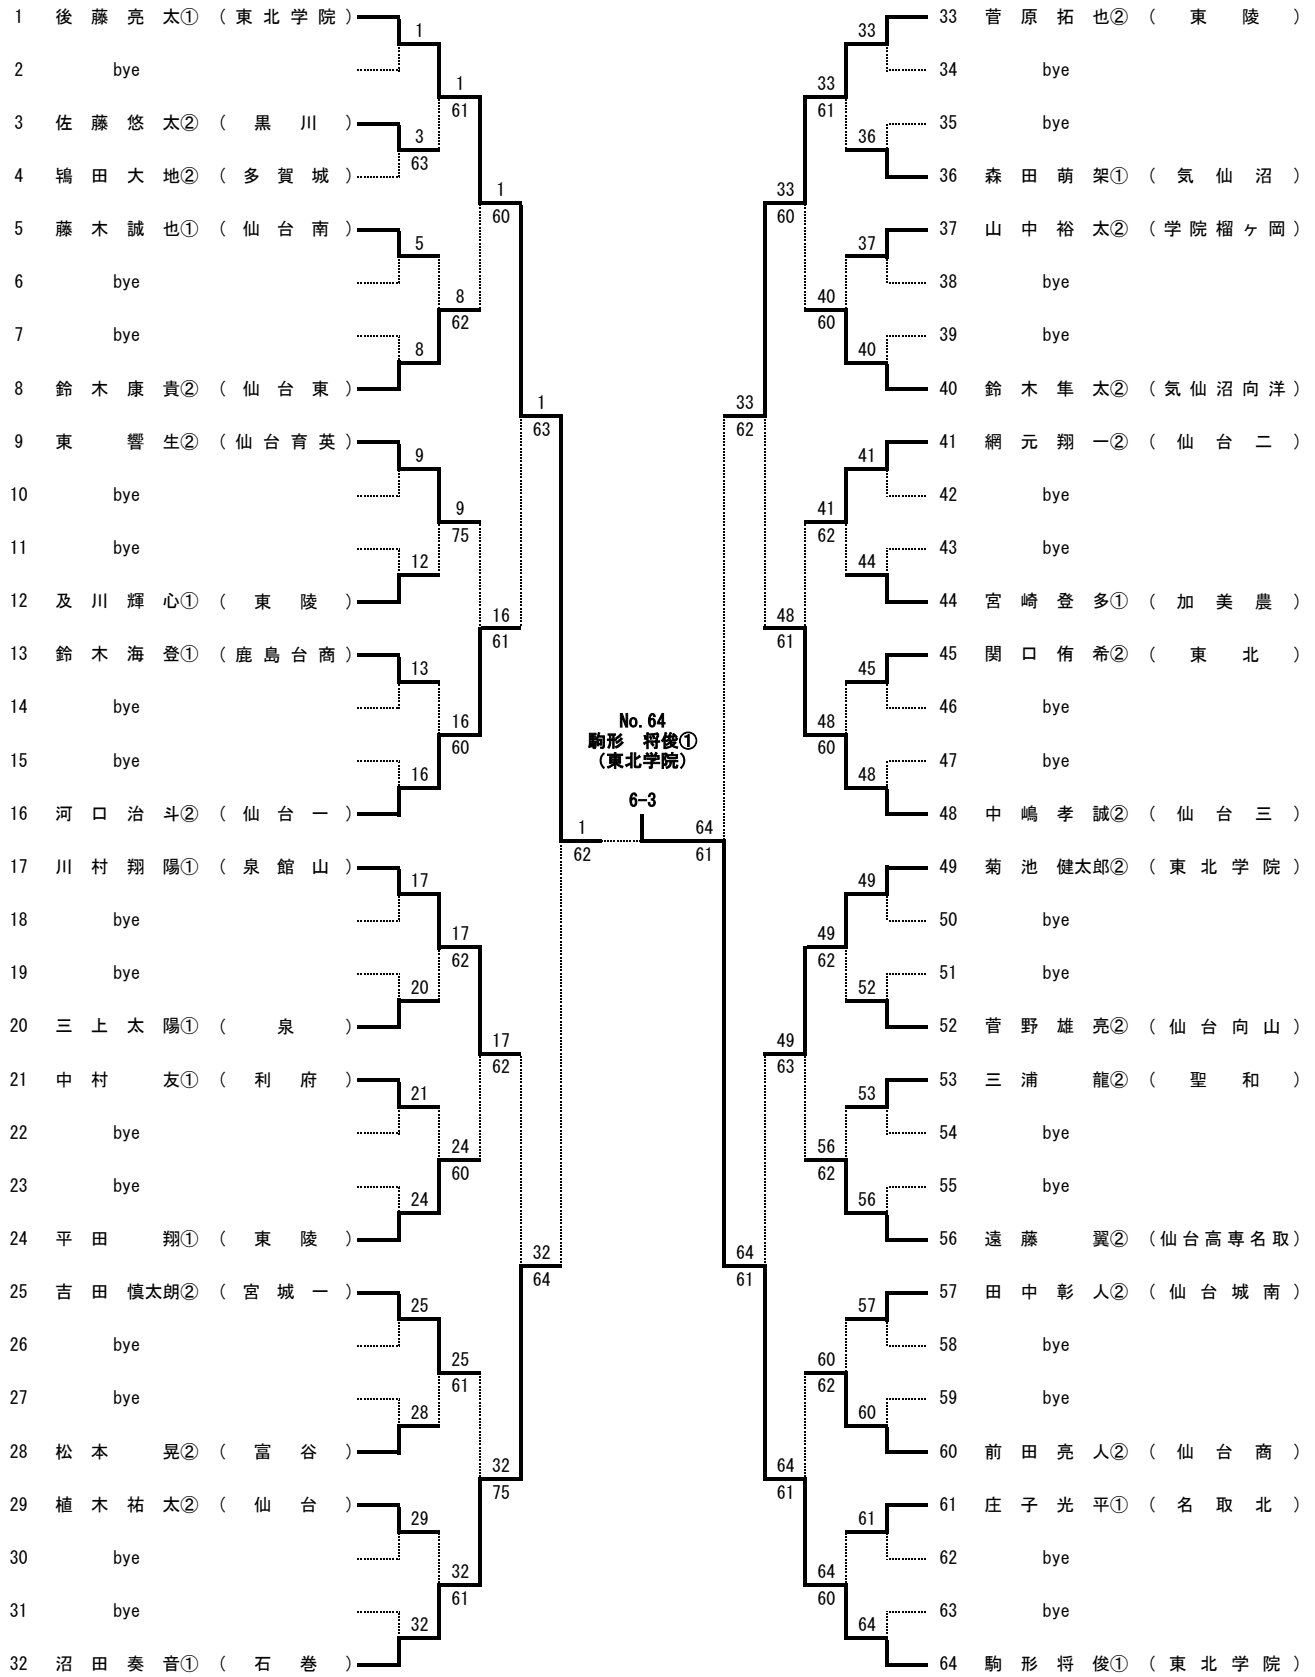 1 後藤亮太① (東北学院)
2 bye
3 佐藤悠太② (黒川)
4 鴇田大地② (多賀城)
5 藤木誠也① (仙台南)
6 bye
7 bye
8 鈴木康貴② (仙台東)
9 東響生② (仙台育英)
10 bye
11 bye
12 及川輝心① (東陵)
13 鈴木海登① (鹿島台商)
14 bye
15 bye
16 河口治斗② (仙台一)
17 川村翔陽① (泉館山)
18 bye
19 bye
20 三上太陽① (泉)
21 中村友① (利府)
22 bye
23 bye
24 平田翔① (東陵)
25 吉田慎太朗② (宮城一)
26 bye
27 bye
28 松本晃② (富谷)
29 植木祐太② (仙台)
30 bye
31 bye
32 沼田奏音① (石巻)
1
3
63
5
8
9
12
13
16
17
20
21
24
25
28
29
32
1
61
8
62
9
75
16
60
17
62
24
60
25
61
32
61
1
60
16
61
17
62
32
75
1
63
32
64
1
62
No.64
駒形 将俊①
(東北学院)
6-3
64
61
33
62
64
61
33
60
48
61
49
63
64
61
33
61
40
60
41
62
48
60
49
62
56
62
60
62
64
60
33
36
37
40
41
44
45
48
49
52
53
56
57
60
61
64
33 菅原拓也② (東陵)
34 bye
35 bye
36 森田萌架① (気仙沼)
37 山中裕太② (学院榴ヶ岡)
38 bye
39 bye
40 鈴木隼太② (気仙沼向洋)
41 網元翔一② (仙台二)
42 bye
43 bye
44 宮崎登多① (加美農)
45 関口侑希② (東北)
46 bye
47 bye
48 中嶋孝誠② (仙台三)
49 菊池健太郎② (東北学院)
50 bye
51 bye
52 菅野雄亮② (仙台向山)
53 三浦龍② (聖和)
54 bye
55 bye
56 遠藤翼② (仙台高専名取)
57 田中彰人② (仙台城南)
58 bye
59 bye
60 前田亮人② (仙台商)
61 庄子光平① (名取北)
62 bye
63 bye
64 駒形将俊① (東北学院)